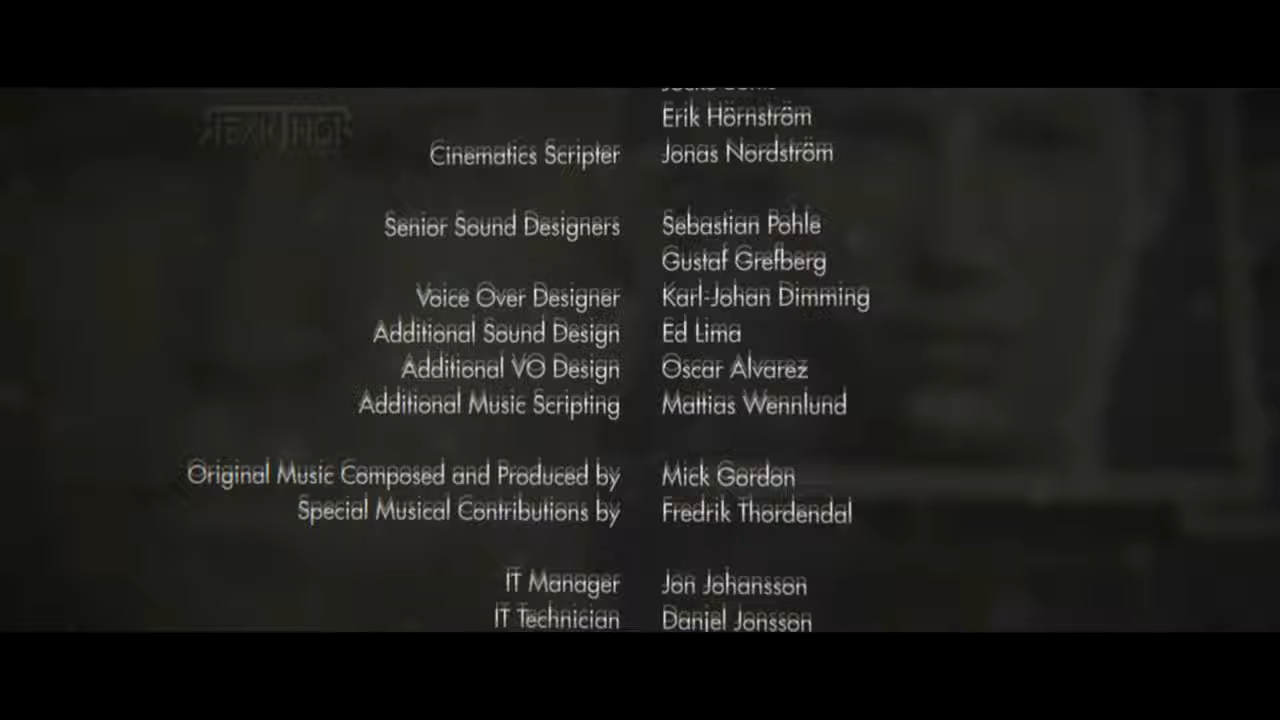 Erik Hörnström
Cinematics Scripter Jonas Nordström
Senior Sound Designers Sebastian Pohle
Gustaf Grefberg
Voice Over Designer Karl-Johan Dimming
Additional Sound Design Ed Lima
Additional VO Design Oscar Alvarez
Additional Music Scripting Mattias Wennlund
Original Music Composed and Produced by Mick Gordon
Special Musical Contributions by Fredrik Thordendal
IT Manager Jon Johansson
IT Technician Daniel Jonsson